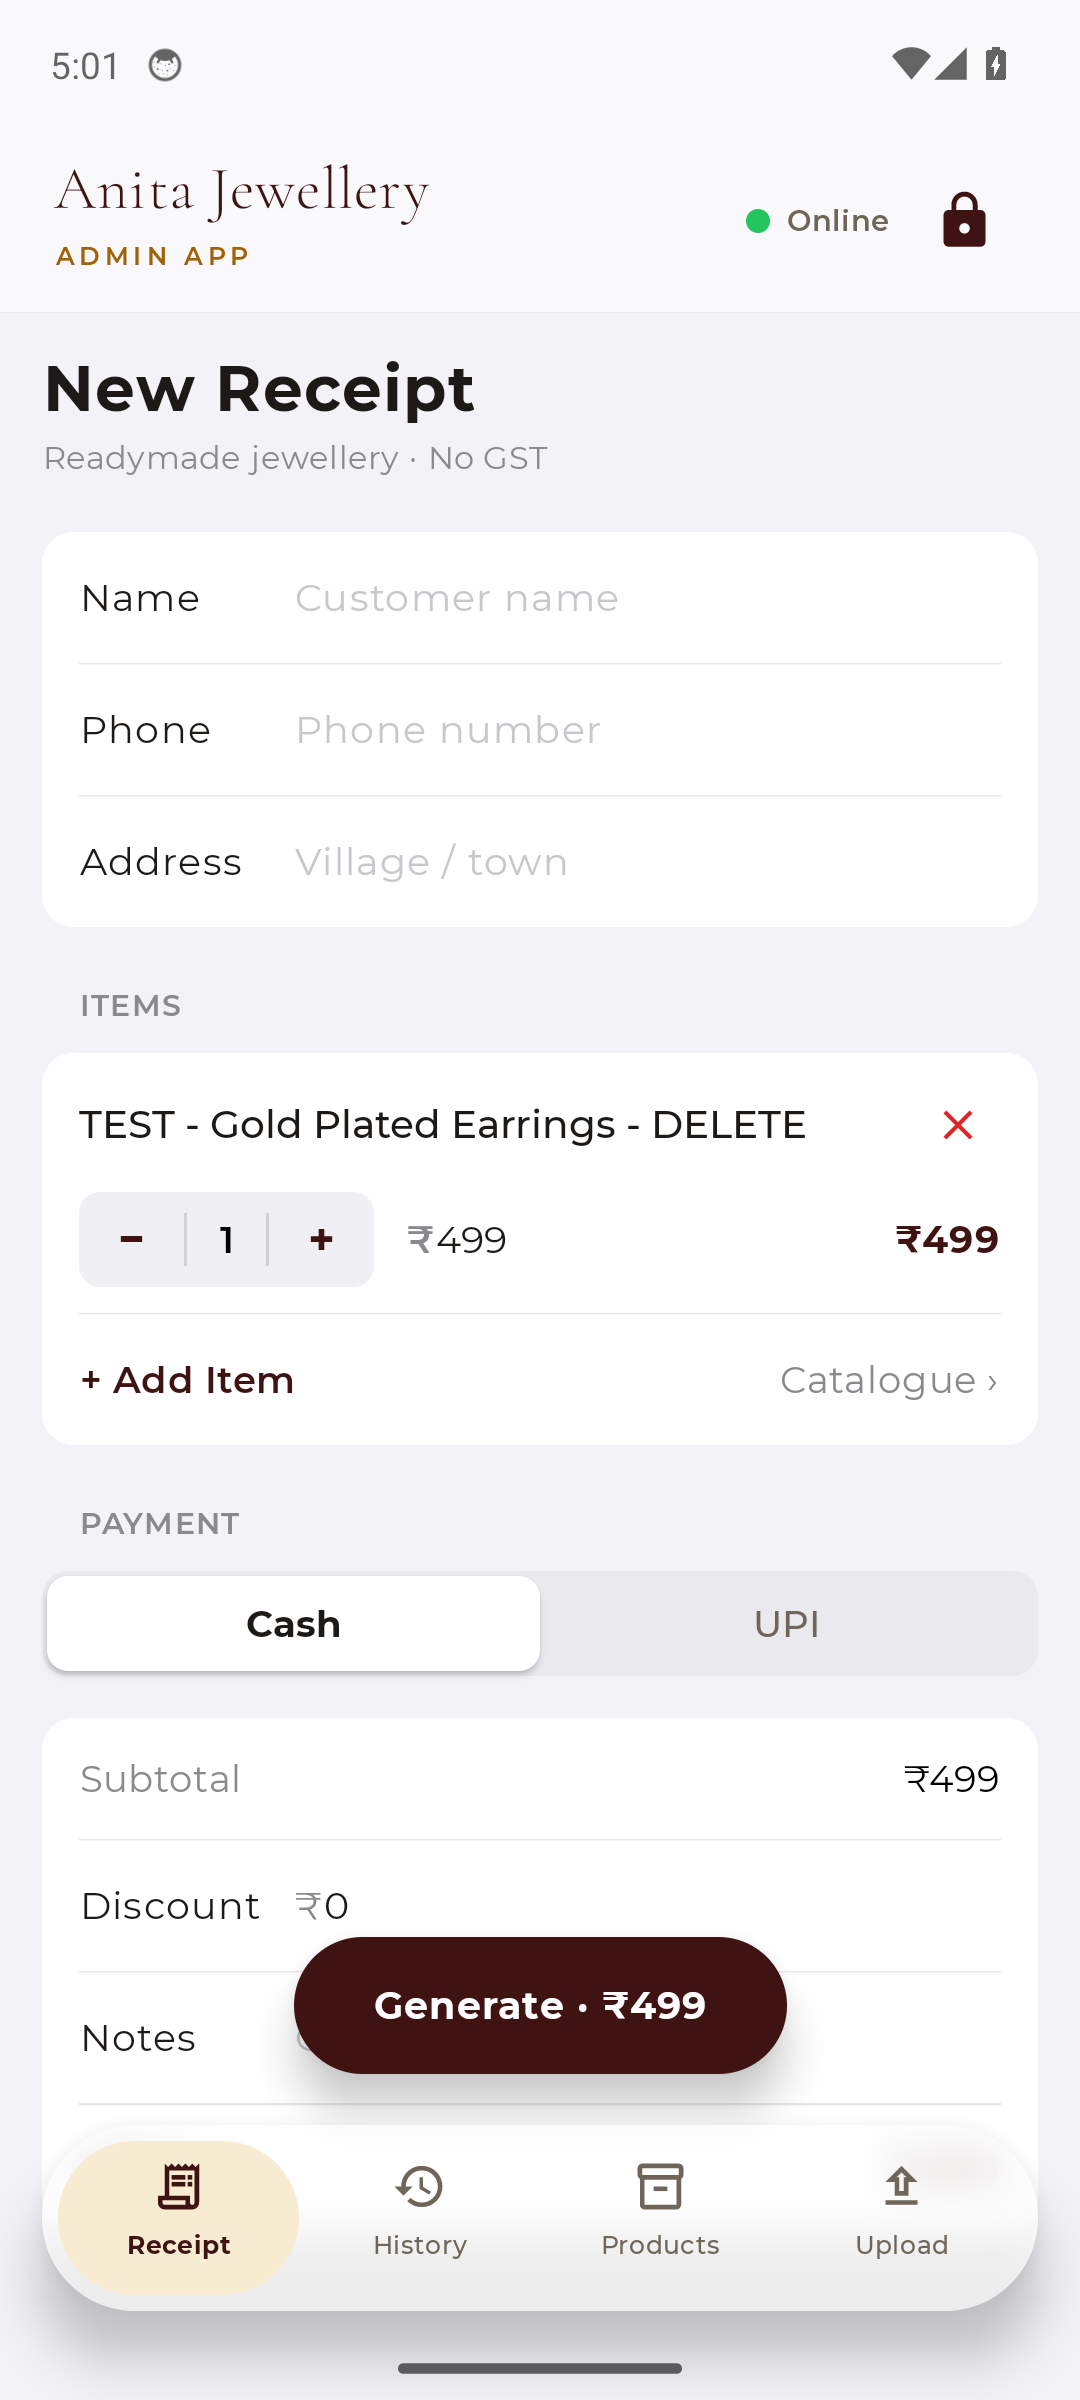 5:01
Anita Jewellery
ADMIN APP
Online
New Receipt
Readymade jewellery · No GST
Name Customer name
Phone Phone number
Address Village / town
ITEMS
TEST - Gold Plated Earrings - DELETE
− 1 + ₹499 ₹499
+ Add Item Catalogue ›
PAYMENT
Cash UPI
Subtotal ₹499
Discount ₹0
Generate · ₹499
Notes
Receipt History Products Upload